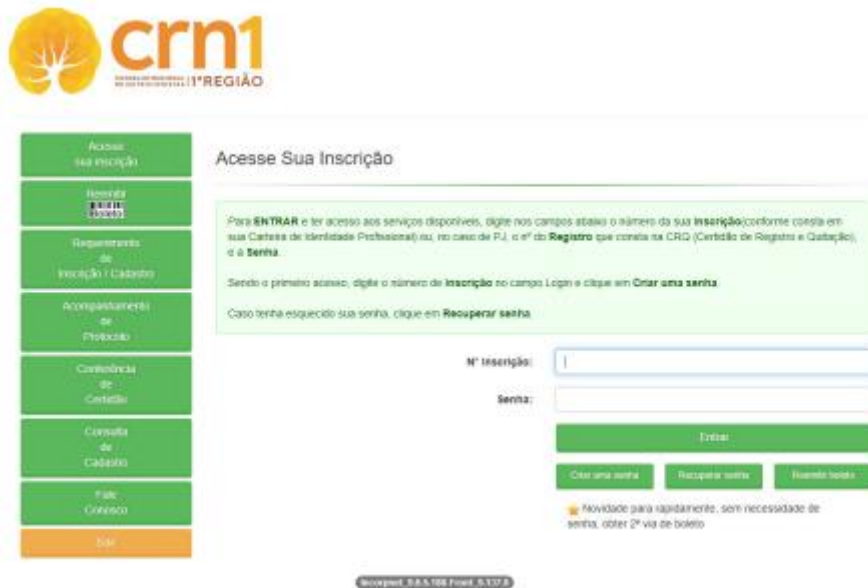 crn1
1ª REGIÃO
Acesse
sua inscrição
Reemitir
Boleto
Requerimento
de
Inscrição / Cadastro
Acompanhamento
de
Protocolo
Conferência
de
Certidão
Consulta
de
Cadastro
Fale
Conosco
Sair
Acesse Sua Inscrição
Para ENTRAR e ter acesso aos serviços disponíveis, digite nos campos abaixo o número da sua Inscrição(conforme consta em
sua Carteira de Identidade Profissional) ou, no caso de PJ, o nº do Registro que consta na CRQ (Certidão de Registro e Quitação),
e a Senha.
Sendo o primeiro acesso, digite o número de Inscrição no campo Login e clique em Criar uma senha.
Caso tenha esquecido sua senha, clique em Recuperar senha.
N° Inscrição:
Senha:
Entrar
Criar uma senha
Recuperar senha
Reemitir boleto
Novidade para rapidamente, sem necessidade de
senha, obter 2ª via de boleto